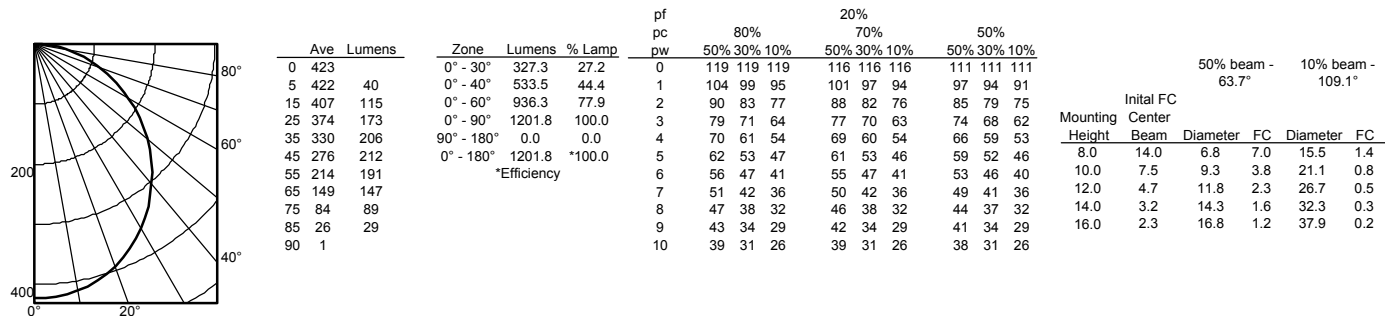 80°
60°
200
40°
400
0° 20°
Ave Lumens
0 423
5 422 40
15 407 115
25 374 173
35 330 206
45 276 212
55 214 191
65 149 147
75 84 89
85 26 29
90 1
Zone Lumens % Lamp
0° - 30° 327.3 27.2
0° - 40° 533.5 44.4
0° - 60° 936.3 77.9
0° - 90° 1201.8 100.0
90° - 180° 0.0 0.0
0° - 180° 1201.8 *100.0
*Efficiency
pf 20%
pc 80% 70% 50%
pw 50% 30% 10% 50% 30% 10% 50% 30% 10%
0 119 119 119 116 116 116 111 111 111
1 104 99 95 101 97 94 97 94 91
2 90 83 77 88 82 76 85 79 75
3 79 71 64 77 70 63 74 68 62
4 70 61 54 69 60 54 66 59 53
5 62 53 47 61 53 46 59 52 46
6 56 47 41 55 47 41 53 46 40
7 51 42 36 50 42 36 49 41 36
8 47 38 32 46 38 32 44 37 32
9 43 34 29 42 34 29 41 34 29
10 39 31 26 39 31 26 38 31 26
50% beam - 10% beam -
63.7° 109.1°
Inital FC
Mounting Center
Height Beam Diameter FC Diameter FC
8.0 14.0 6.8 7.0 15.5 1.4
10.0 7.5 9.3 3.8 21.1 0.8
12.0 4.7 11.8 2.3 26.7 0.5
14.0 3.2 14.3 1.6 32.3 0.3
16.0 2.3 16.8 1.2 37.9 0.2